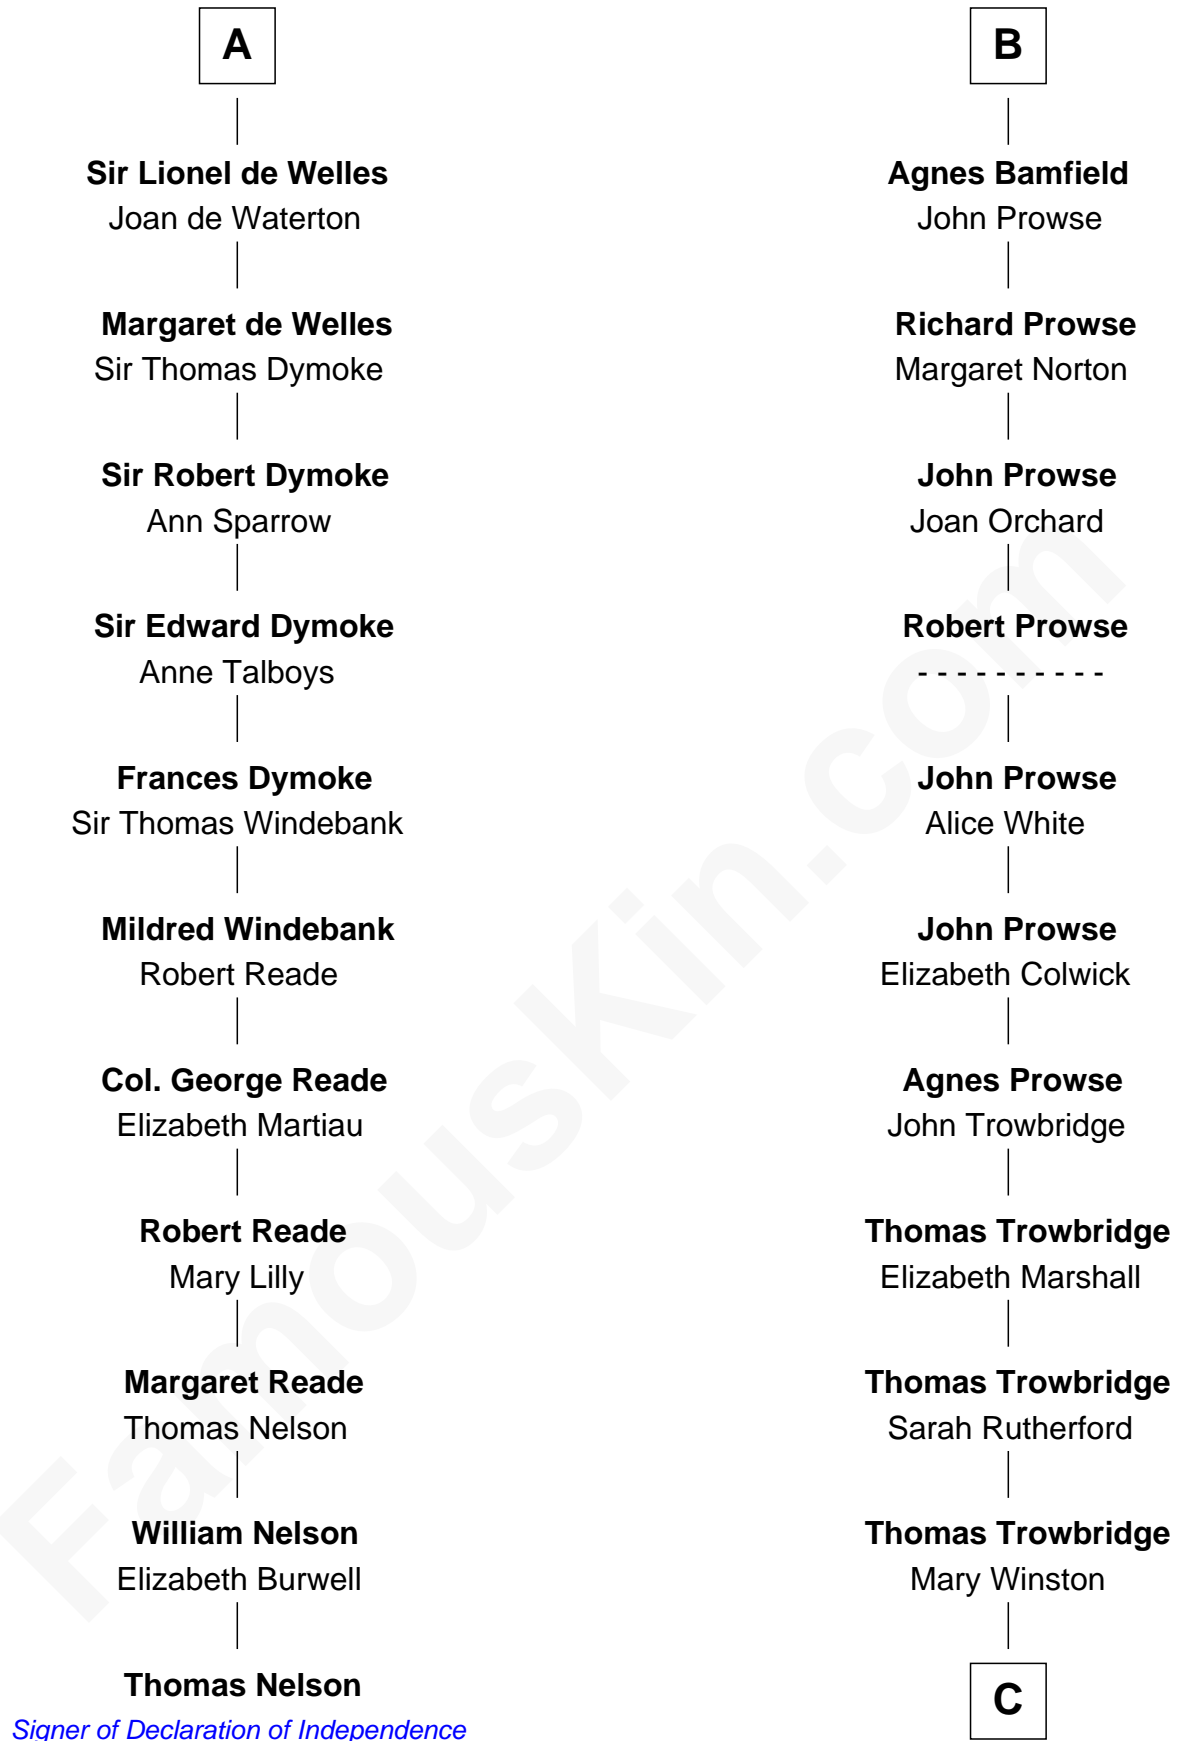 A
Sir Lionel de Welles
Joan de Waterton
Margaret de Welles
Sir Thomas Dymoke
Sir Robert Dymoke
Ann Sparrow
Sir Edward Dymoke
Anne Talboys
Frances Dymoke
Sir Thomas Windebank
Mildred Windebank
Robert Reade
Col. George Reade
Elizabeth Martiau
Robert Reade
Mary Lilly
Margaret Reade
Thomas Nelson
William Nelson
Elizabeth Burwell
Thomas Nelson
Signer of Declaration of Independence
B
Agnes Bamfield
John Prowse
Richard Prowse
Margaret Norton
John Prowse
Joan Orchard
Robert Prowse
- - - - - - - - - -
John Prowse
Alice White
John Prowse
Elizabeth Colwick
Agnes Prowse
John Trowbridge
Thomas Trowbridge
Elizabeth Marshall
Thomas Trowbridge
Sarah Rutherford
Thomas Trowbridge
Mary Winston
C
FamousKin.com